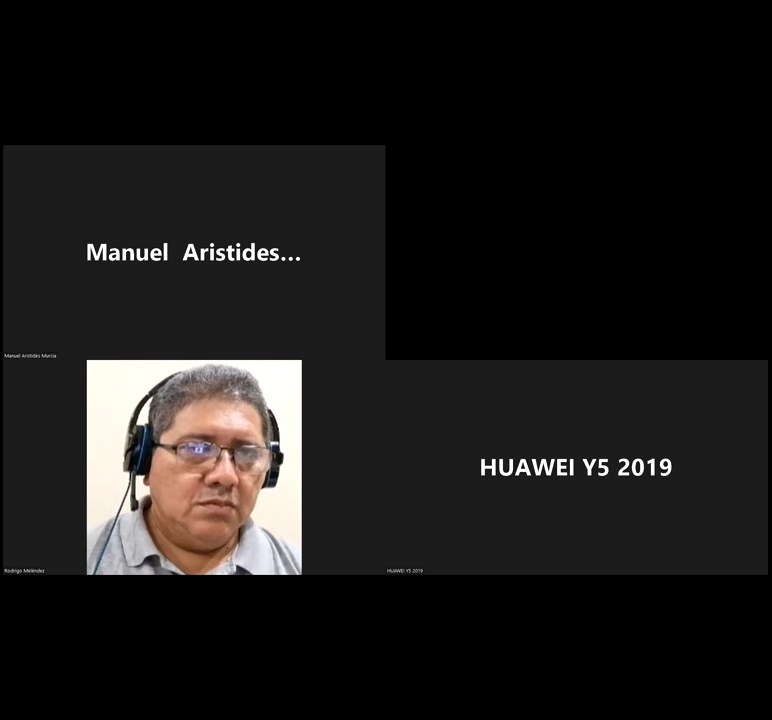 Manuel  Aristides...
Manuel Aristides Murcia
HUAWEI Y5 2019
Rodrigo Meléndez
HUAWEI Y5 2019